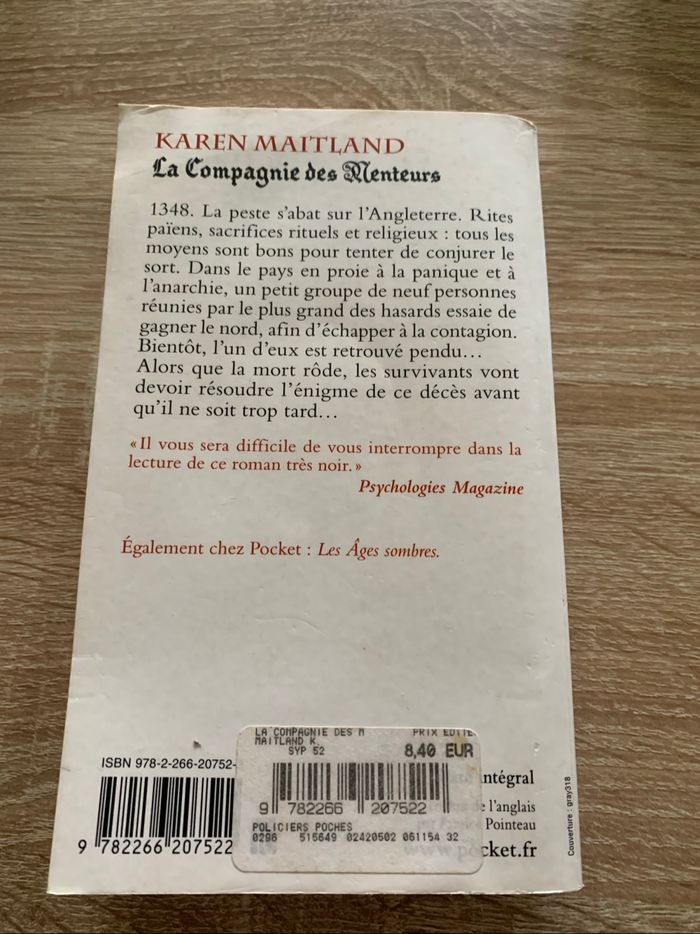 KAREN MAITLAND
La Compagnie des Menteurs
1348. La peste s'abat sur l'Angleterre. Rites
païens, sacrifices rituels et religieux : tous les
moyens sont bons pour tenter de conjurer le
sort. Dans le pays en proie à la panique et à
l'anarchie, un petit groupe de neuf personnes
réunies par le plus grand des hasards essaie de
gagner le nord, afin d'échapper à la contagion.
Bientôt, l'un d'eux est retrouvé pendu…
Alors que la mort rôde, les survivants vont
devoir résoudre l'énigme de ce décès avant
qu'il ne soit trop tard…
« Il vous sera difficile de vous interrompre dans la
lecture de ce roman très noir. »
Psychologies Magazine
Également chez Pocket : Les Âges sombres.
LA COMPAGNIE DES M PRIX EDITE
MAITLAND K.
SYP 52 8,40 EUR
9 782266 207522
POLICIERS POCHES
0296 515649 02420502 061154 32
ISBN 978-2-266-20752-
9 782266 207522
intégral
de l'anglais
Pointeau
cket.fr
Couverture : gray318